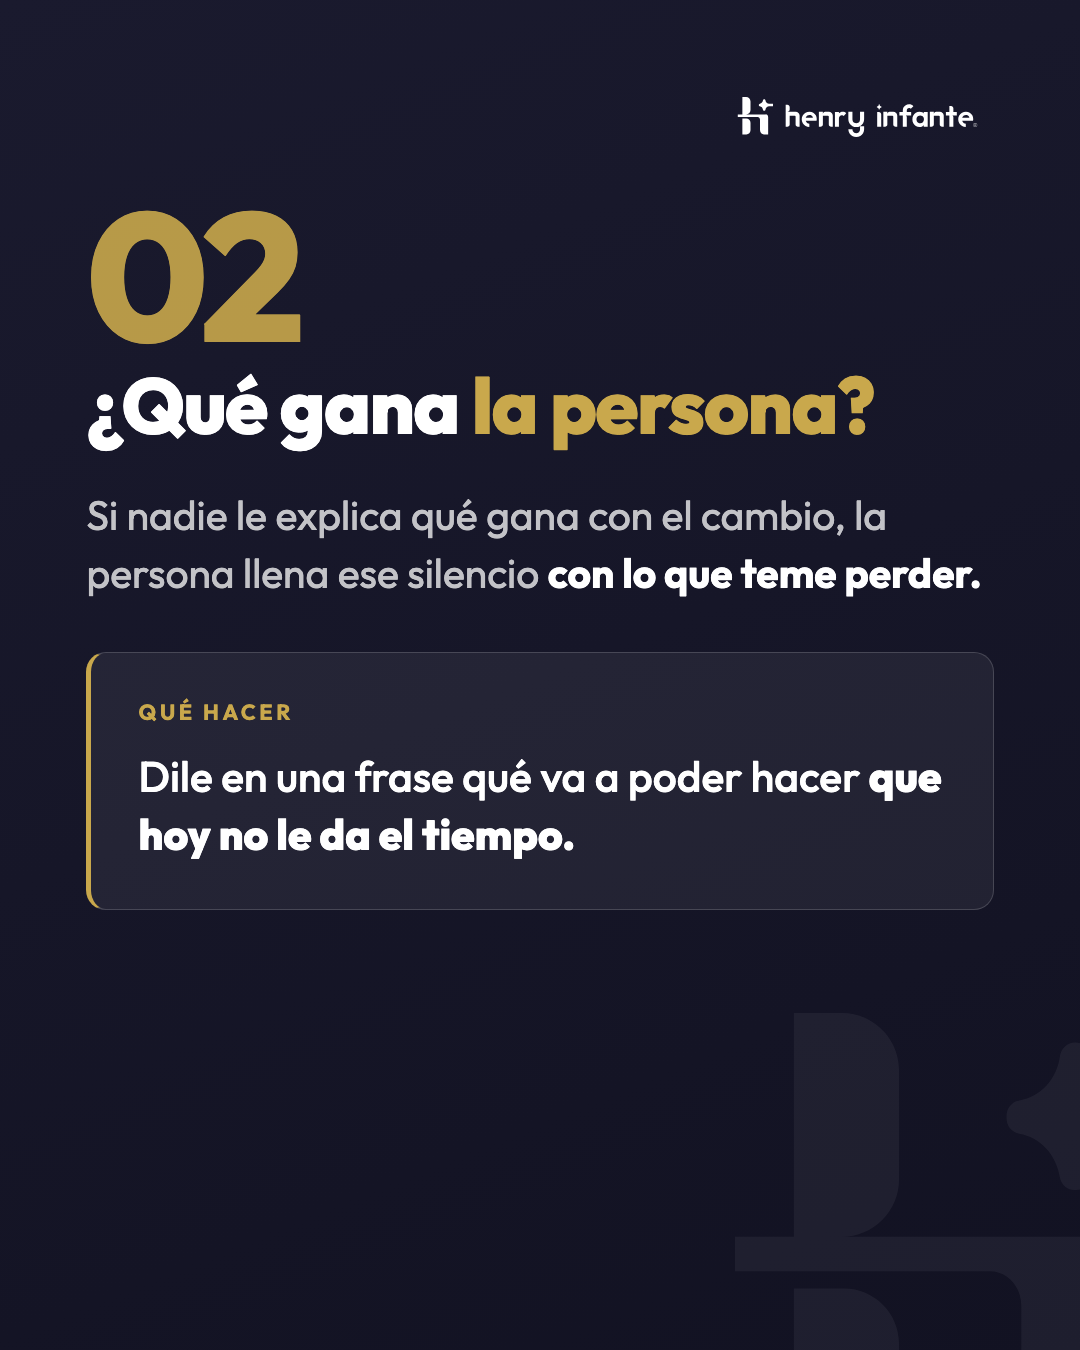 henry infante
02
¿Qué gana la persona?
Si nadie le explica qué gana con el cambio, la
persona llena ese silencio con lo que teme perder.
QUÉ HACER
Dile en una frase qué va a poder hacer que
hoy no le da el tiempo.